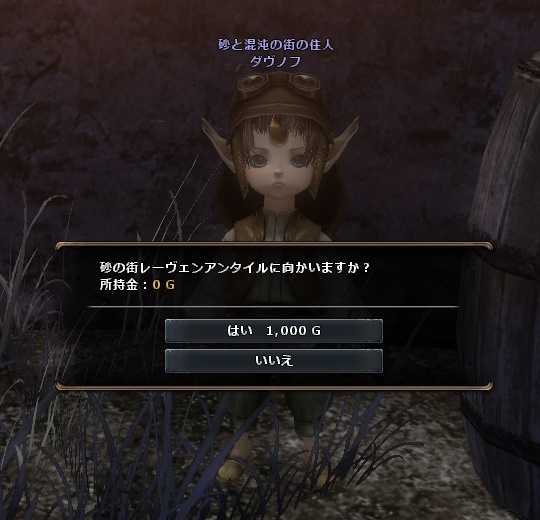 砂と混沌の街の住人
ダヴノフ
砂の街レーヴェンアンタイルに向かいますか？
所持金：0 G
はい 1,000 G
いいえ